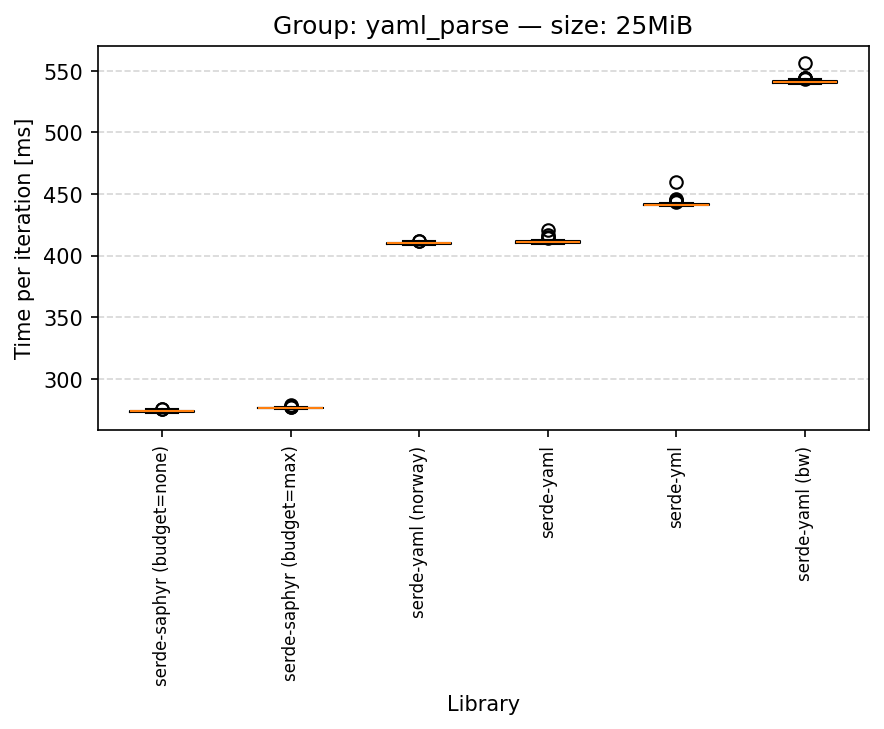 Group: yaml_parse — size: 25MiB
Time per iteration [ms]
550
500
450
400
350
300
serde-saphyr (budget=none)
serde-saphyr (budget=max)
serde-yaml (norway)
serde-yaml
serde-yml
serde-yaml (bw)
Library